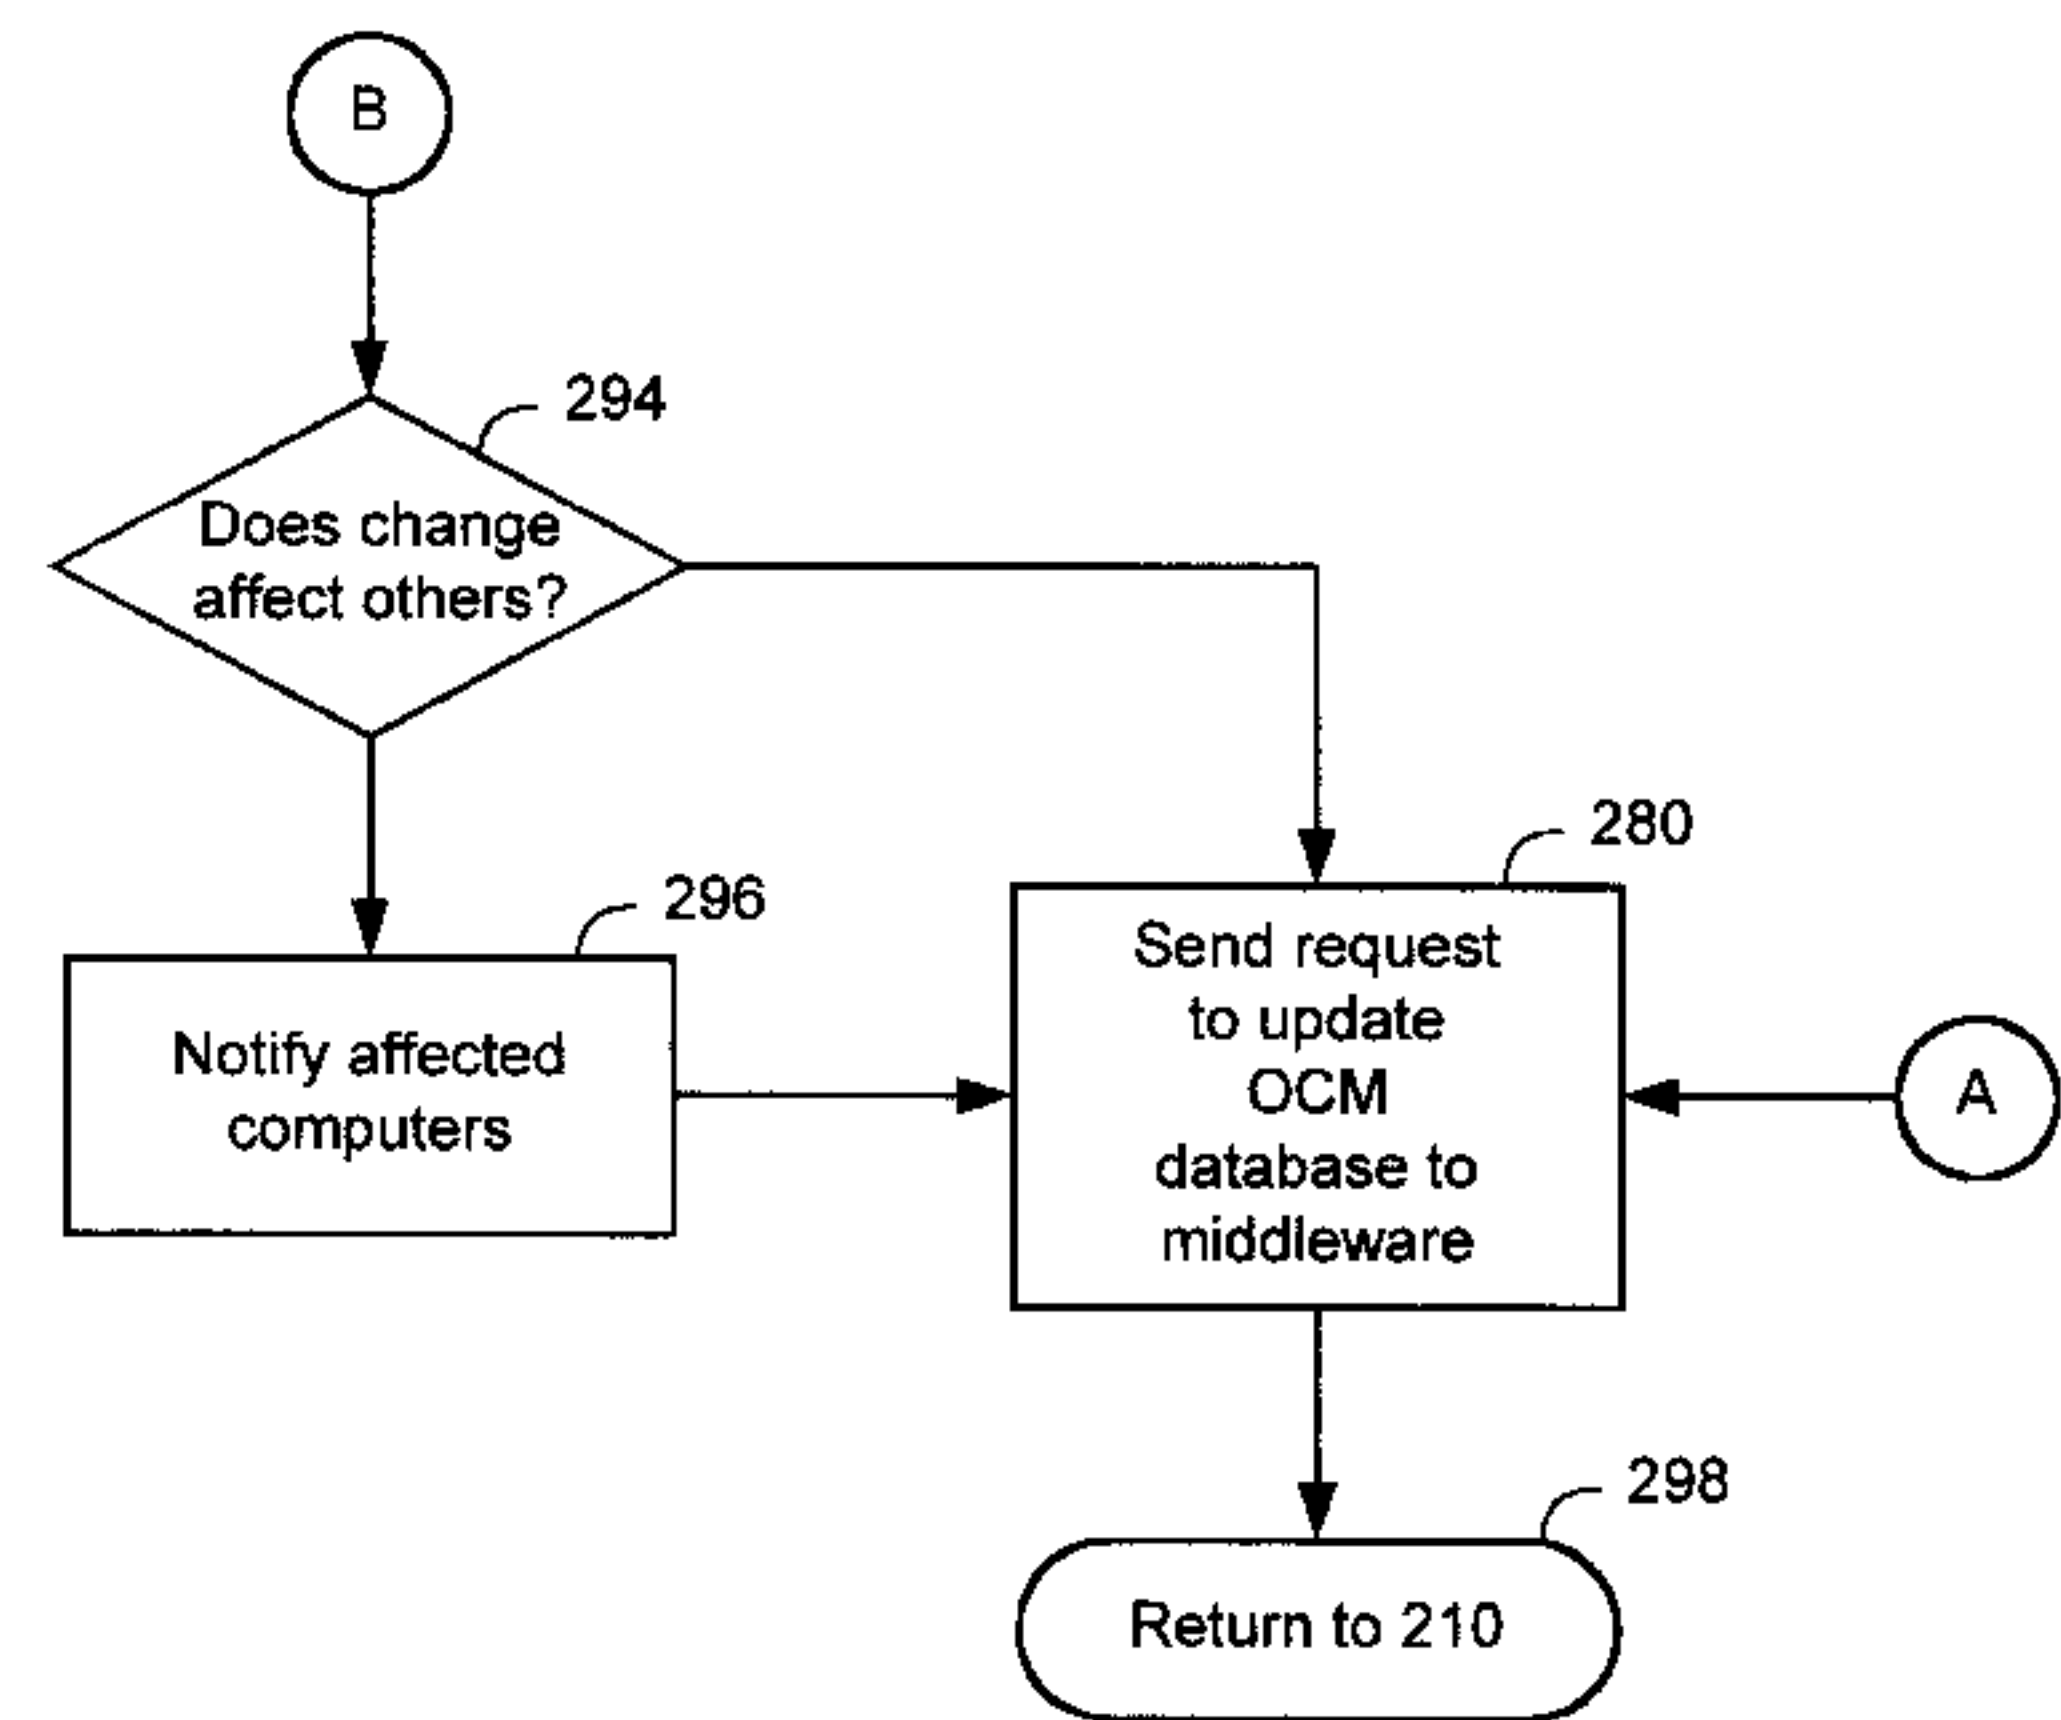 B
294
Does change
affect others?
280
296
Send request
to update
OCM
database to
middleware
Notify affected
computers
A
298
Return to 210